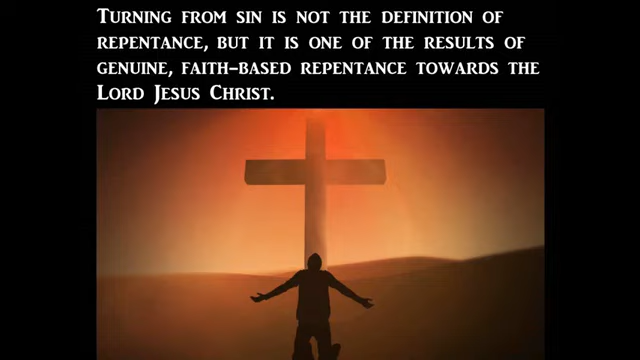 Turning from sin is not the definition of
repentance, but it is one of the results of
genuine, faith-based repentance towards the
Lord Jesus Christ.